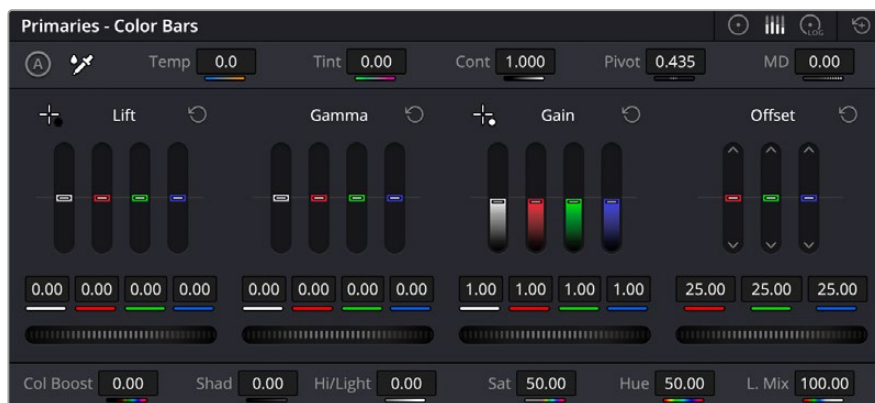 Primaries - Color Bars
LOG
A Temp 0.0 Tint 0.00 Cont 1.000 Pivot 0.435 MD 0.00
Lift Gamma Gain Offset
0.00 0.00 0.00 0.00 0.00 0.00 0.00 0.00 1.00 1.00 1.00 1.00 25.00 25.00 25.00
Col Boost 0.00 Shad 0.00 Hi/Light 0.00 Sat 50.00 Hue 50.00 L. Mix 100.00